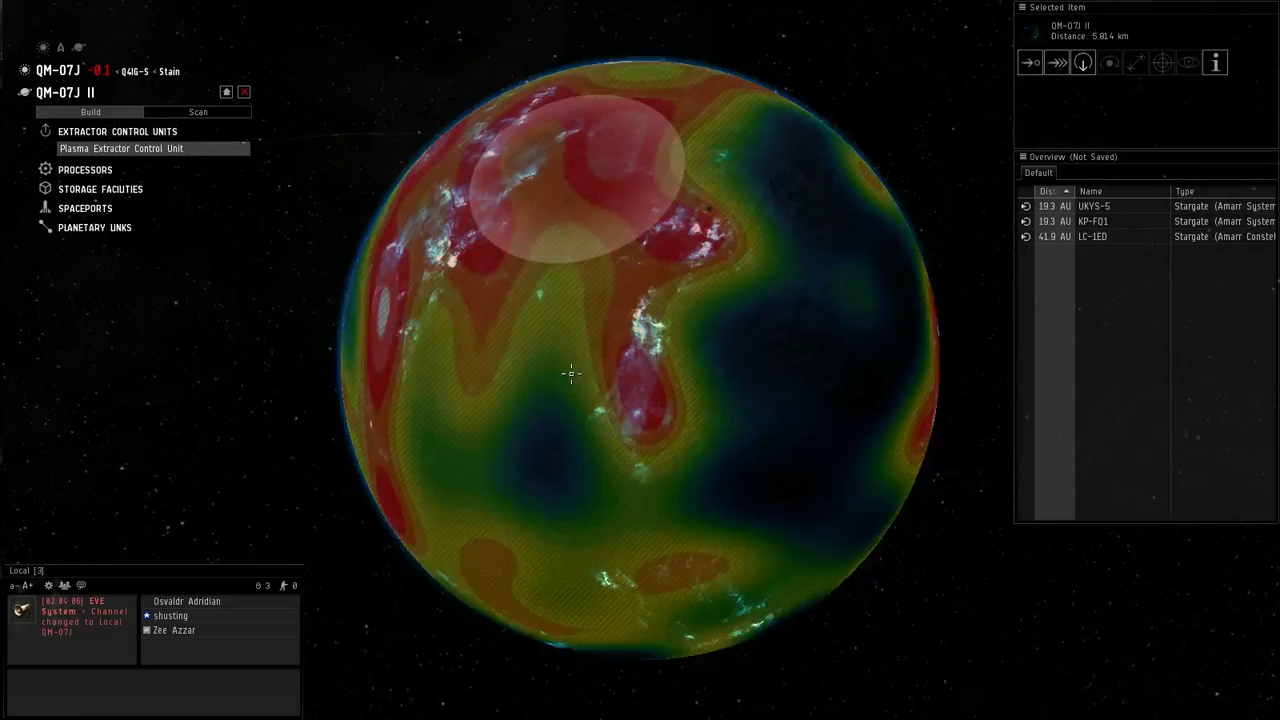 A
QM-07J -0.1 < Q4IG-S < Stain
QM-07J II
Build
Scan
EXTRACTOR CONTROL UNITS
Plasma Extractor Control Unit
PROCESSORS
STORAGE FACILITIES
SPACEPORTS
PLANETARY LINKS
Selected Item
QM-07J II
Distance: 5,814 km
Overview (Not Saved)
Default
Dist Name Type
19.3 AU UKYS-5 Stargate (Amarr System
19.3 AU KP-FQ1 Stargate (Amarr System
41.9 AU LC-1ED Stargate (Amarr Constel
Local [3]
a- A+ 3 0
[02:04:06] EVE
System > Channel
changed to Local :
QM-07J
Osvaldr Adridian
shusting
Zee Azzar